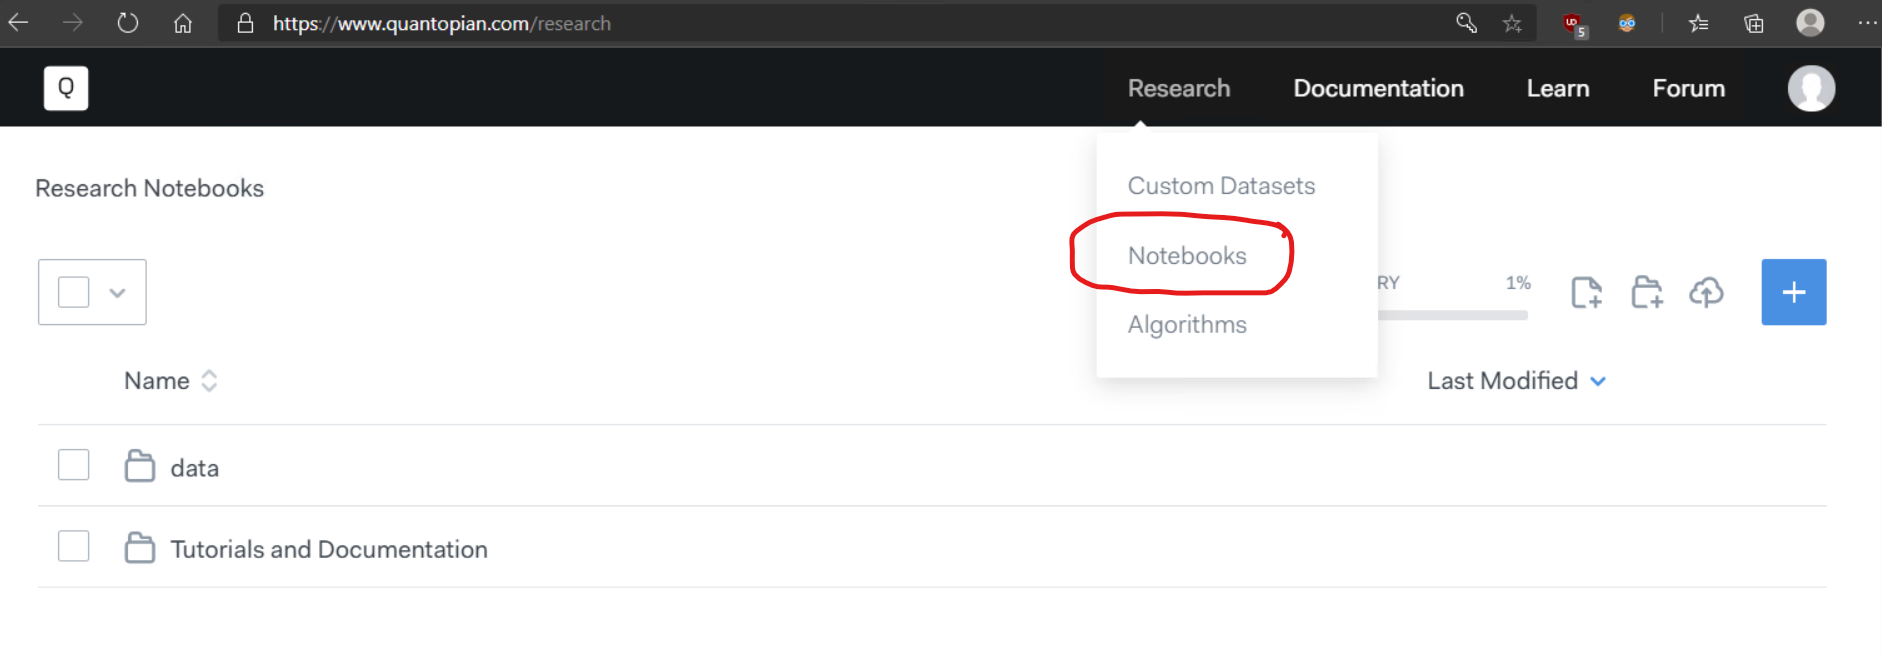 https://www.quantopian.com/research
5
Q
Research Documentation Learn Forum
Custom Datasets
Research Notebooks
Notebooks
RY 1%
Algorithms
Name Last Modified
data
Tutorials and Documentation